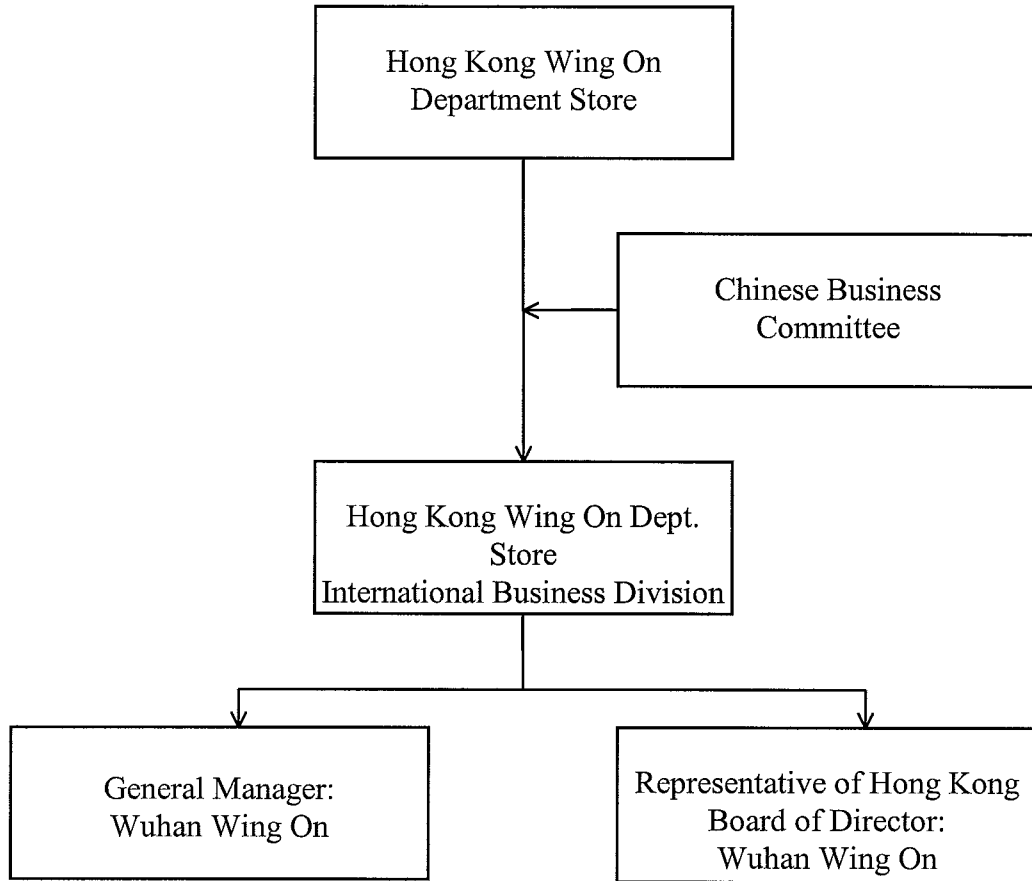 Hong Kong Wing On
Department Store
Chinese Business
Committee
Hong Kong Wing On Dept.
Store
International Business Division
General Manager:
Wuhan Wing On
Representative of Hong Kong
Board of Director:
Wuhan Wing On